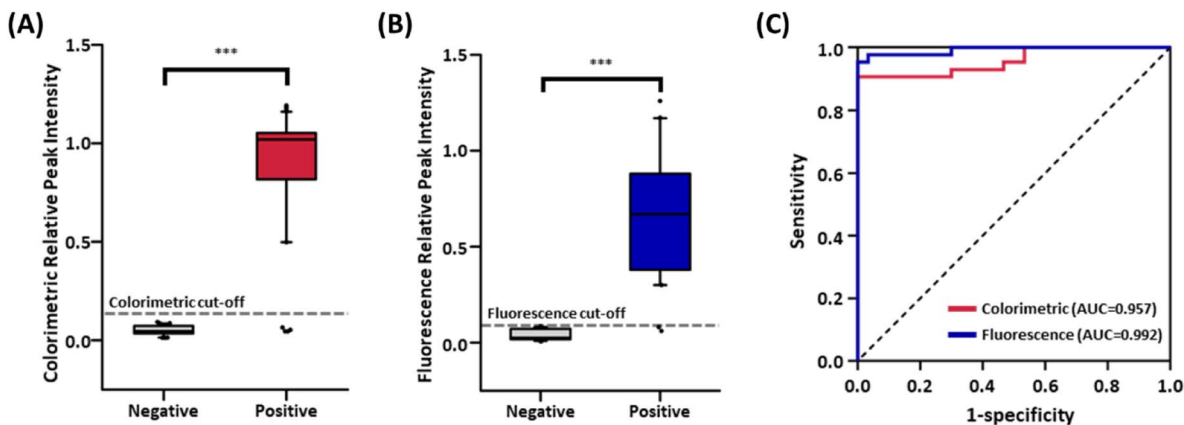 (A)
Colorimetric Relative Peak Intensity
1.5
1.0
0.5
0.0
***
Colorimetric cut-off
Negative
Positive
(B)
Fluorescence Relative Peak Intensity
1.5
1.0
0.5
0.0
***
Fluorescence cut-off
Negative
Positive
(C)
Sensitivity
1.0
0.8
0.6
0.4
0.2
0.0
Colorimetric (AUC=0.957)
Fluorescence (AUC=0.992)
0.0 0.2 0.4 0.6 0.8 1.0
1-specificity